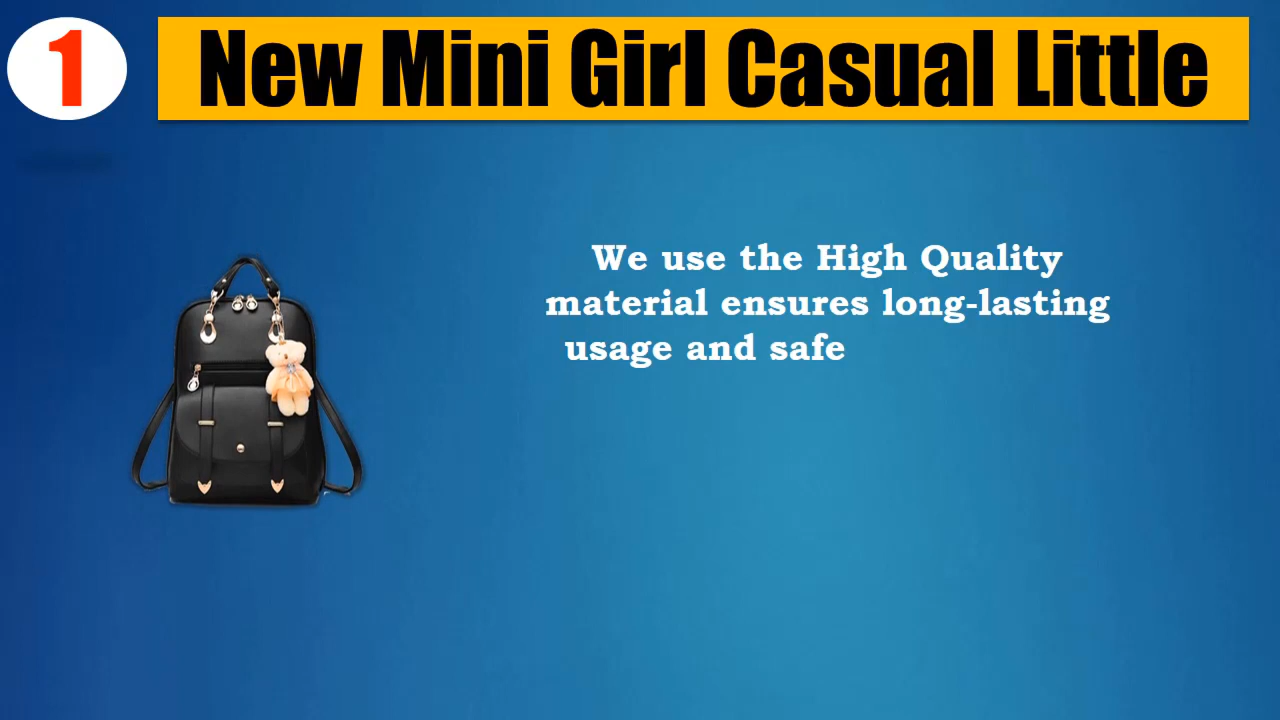 1
New Mini Girl Casual Little
We use the High Quality
material ensures long-lasting
usage and safe